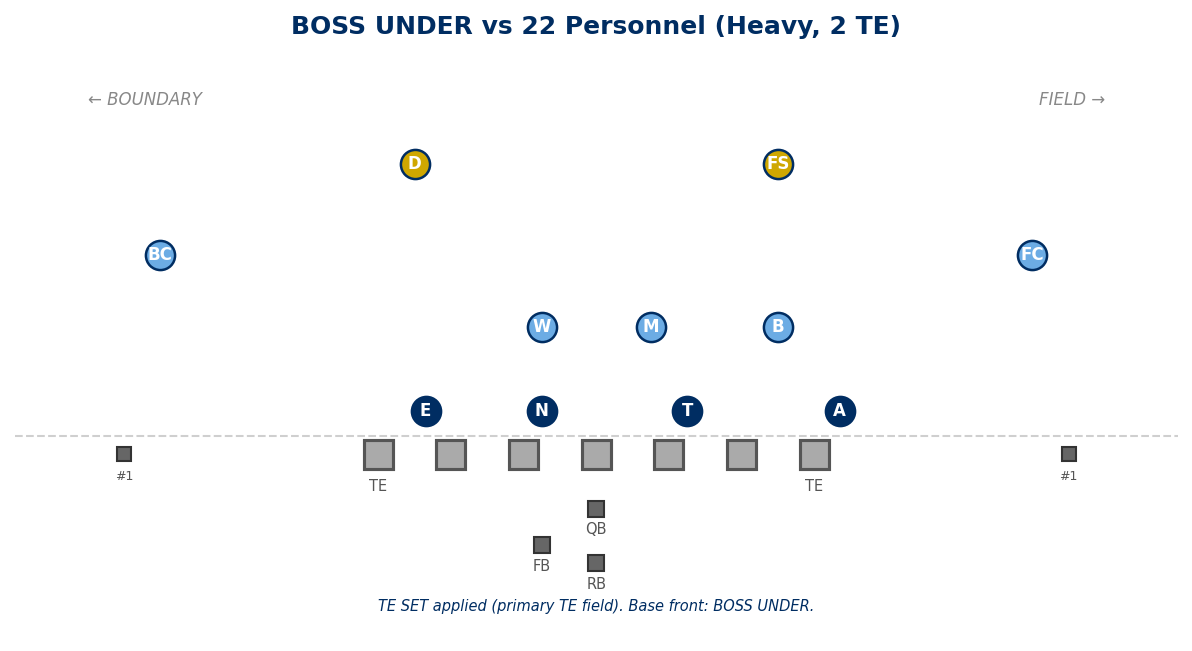 BOSS UNDER vs 22 Personnel (Heavy, 2 TE)
← BOUNDARY
FIELD →
D
FS
BC
FC
W
M
B
E
N
T
A
#1
TE
TE
#1
QB
FB
RB
TE SET applied (primary TE field). Base front: BOSS UNDER.